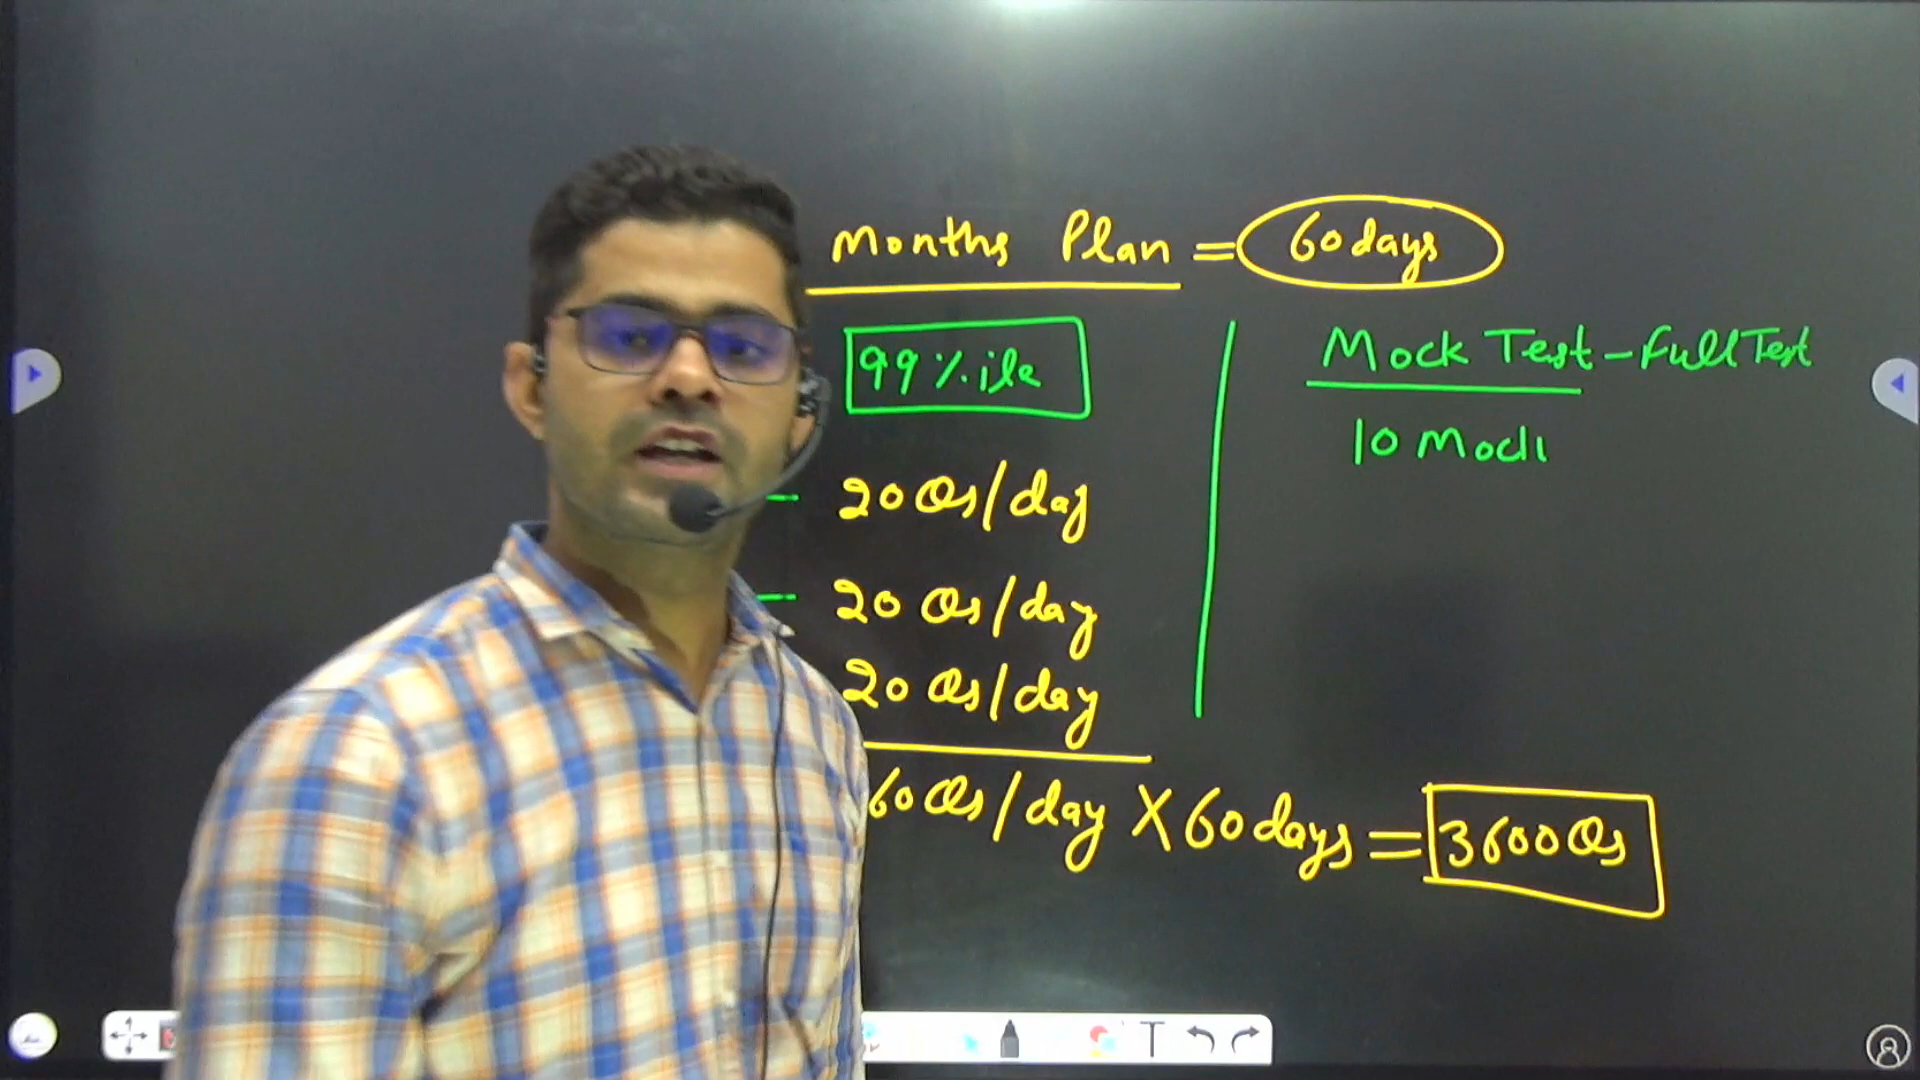 Months Plan = 60 days
99%ile
Mock Test - Full Test
10 Mock
20 Qs/day
20 Qs/day
20 Qs/day
60 Qs/day X 60 days = 3600 Qs
T